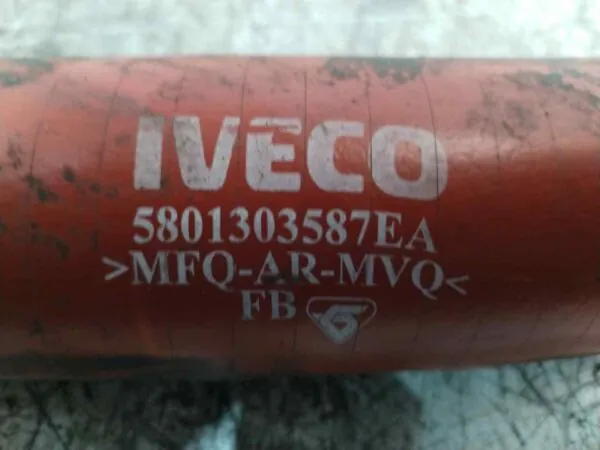 IVECO
5801303587EA
>MFQ-AR-MVQ<
FB